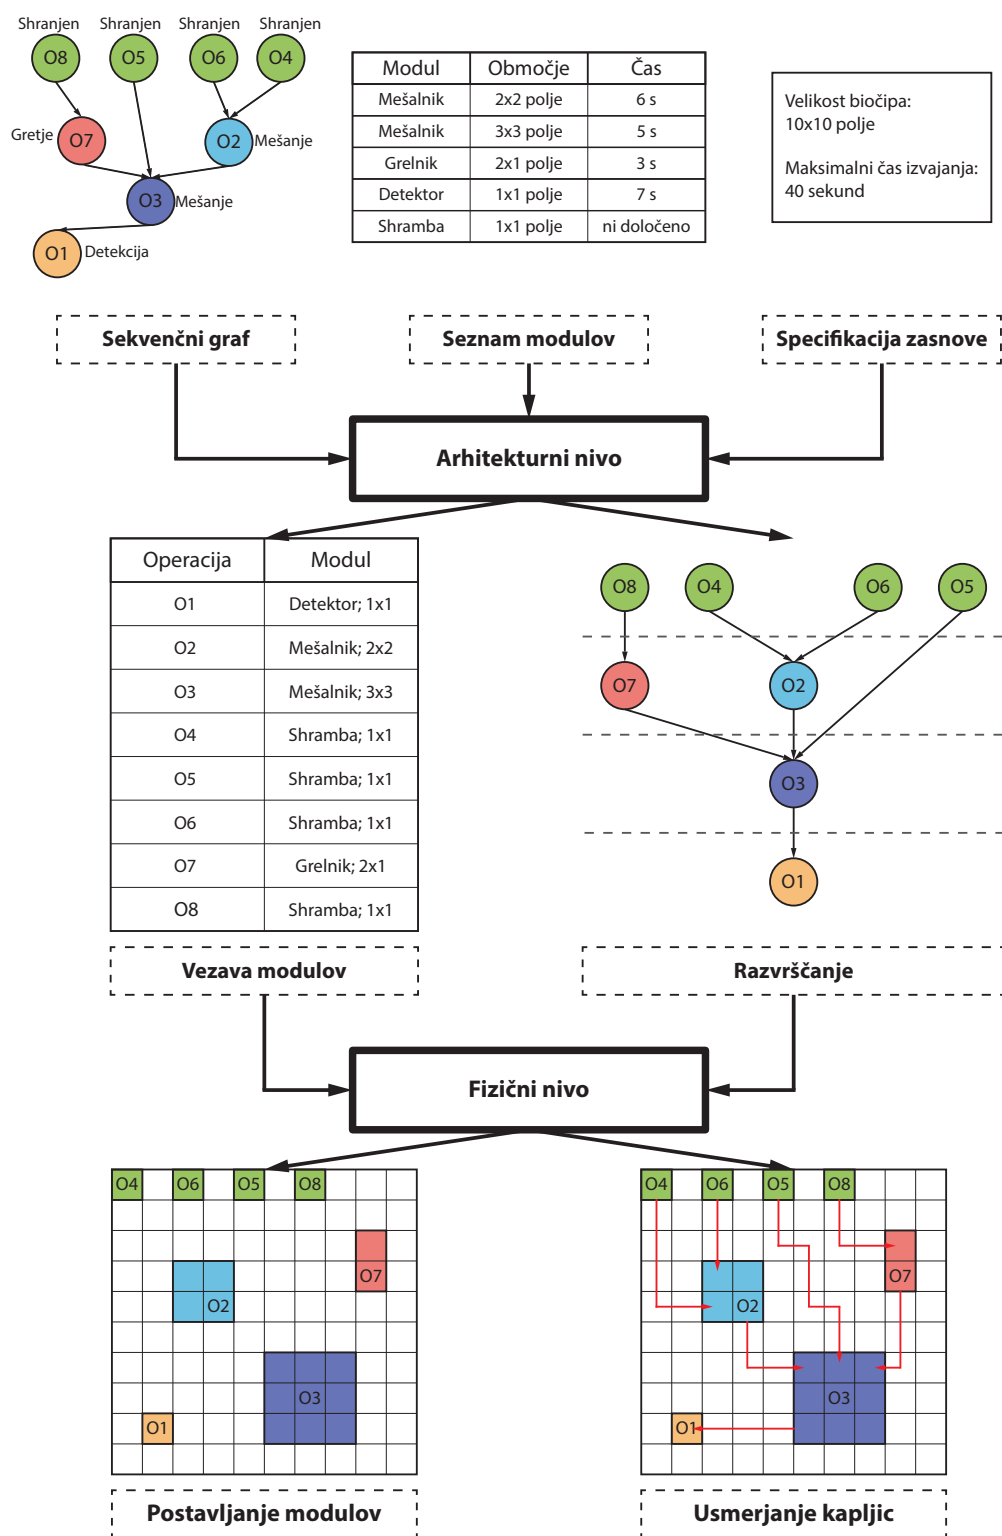 Shranjen Shranjen Shranjen Shranjen
O8 O5 O6 O4
Gretje O7 O2 Mešanje
O3 Mešanje
O1 Detekcija
Modul Območje Čas
Mešalnik 2x2 polje 6 s
Mešalnik 3x3 polje 5 s
Grelnik 2x1 polje 3 s
Detektor 1x1 polje 7 s
Shramba 1x1 polje ni določeno
Velikost biočipa:
10x10 polje
Maksimalni čas izvajanja:
40 sekund
Sekvenčni graf
Seznam modulov
Specifikacija zasnove
Arhitekturni nivo
Operacija Modul
O1 Detektor; 1x1
O2 Mešalnik; 2x2
O3 Mešalnik; 3x3
O4 Shramba; 1x1
O5 Shramba; 1x1
O6 Shramba; 1x1
O7 Grelnik; 2x1
O8 Shramba; 1x1
O8 O4 O6 O5
O7 O2
O3
O1
Vezava modulov
Razvrščanje
Fizični nivo
O4 O6 O5 O8
O7
O2
O3
O1
O4 O6 O5 O8
O7
O2
O3
O1
Postavljanje modulov
Usmerjanje kapljic